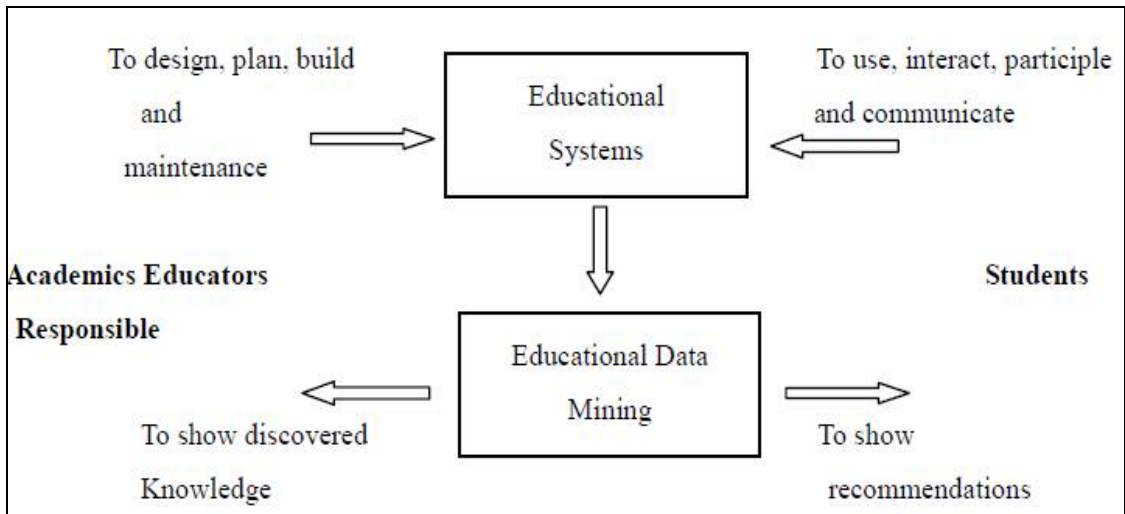 To design, plan, build
and
maintenance
Educational
Systems
To use, interact, participle
and communicate
Academics Educators
Responsible
Students
Educational Data
Mining
To show discovered
Knowledge
To show
recommendations